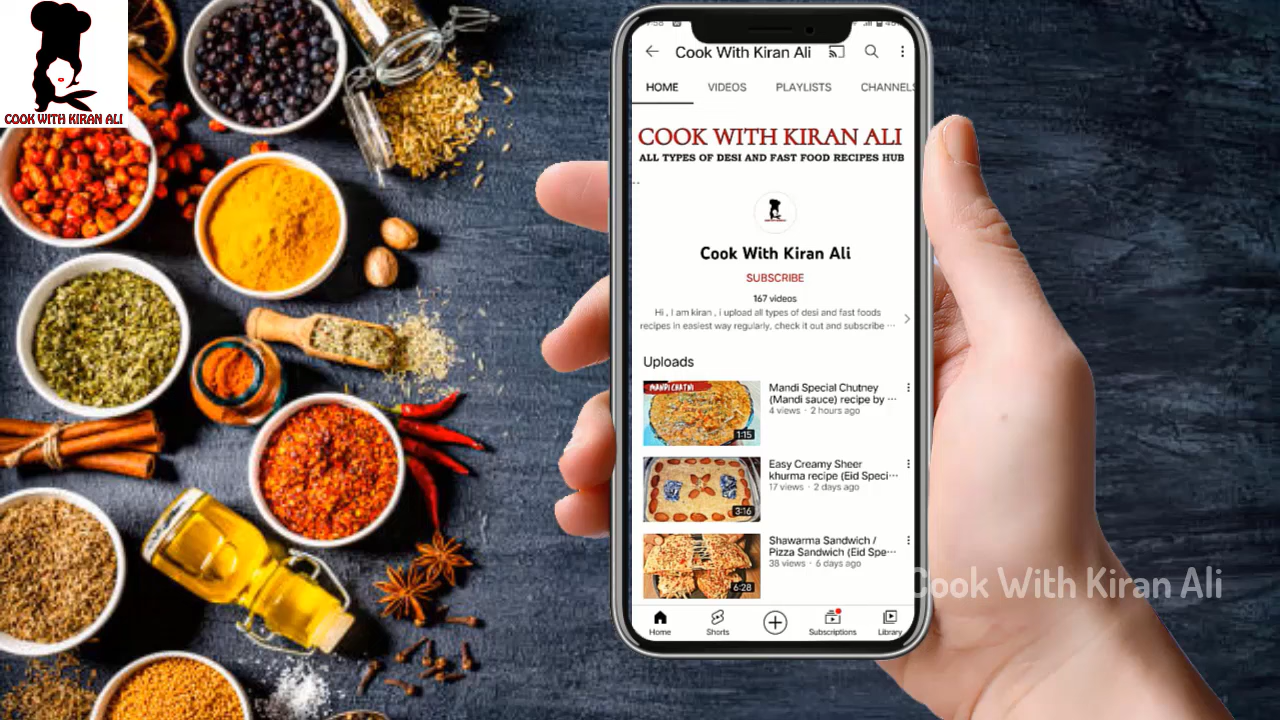 COOK WITH KIRAN ALI
Cook With Kiran Ali
HOME VIDEOS PLAYLISTS CHANNELS
COOK WITH KIRAN ALI
ALL TYPES OF DESI AND FAST FOOD RECIPES HUB
Cook With Kiran Ali
SUBSCRIBE
167 videos
Hi , I am kiran , i upload all types of desi and fast foods
recipes in easiest way regularly, check it out and subscribe ...
Uploads
MANDI CHATNI
1:15
Mandi Special Chutney
(Mandi sauce) recipe by ...
4 views · 2 hours ago
3:16
Easy Creamy Sheer
khurma recipe (Eid Speci...
17 views · 2 days ago
6:28
Shawarma Sandwich /
Pizza Sandwich (Eid Spe...
38 views · 6 days ago
Home Shorts Subscriptions Library
Cook With Kiran Ali